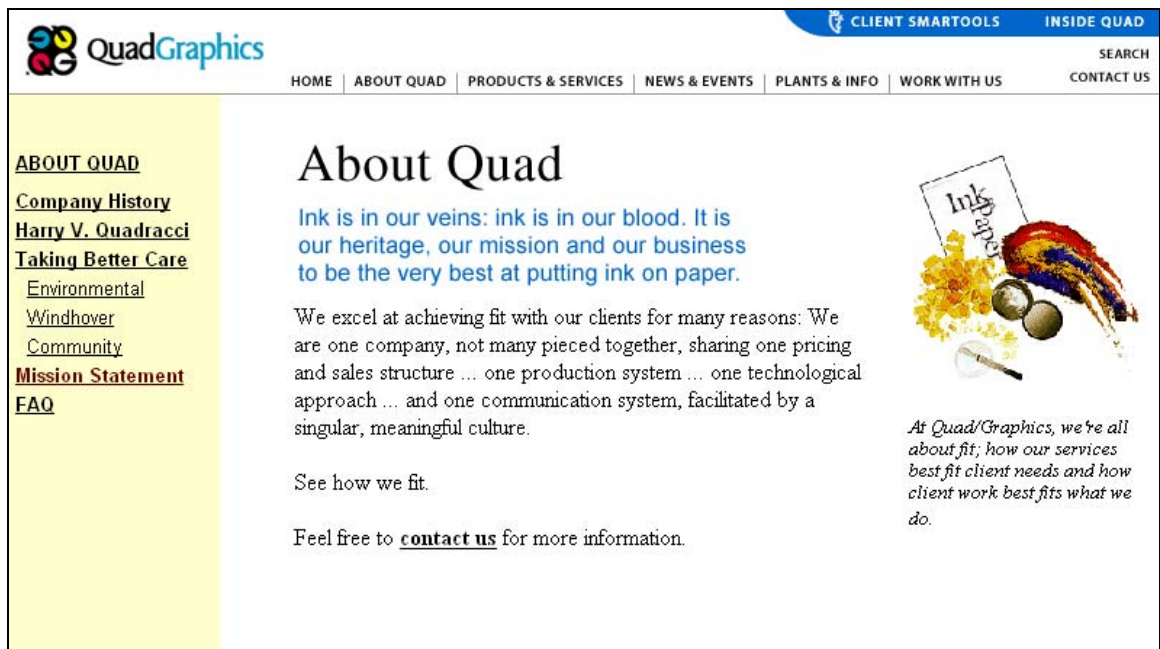 CLIENT SMARTOOLS INSIDE QUAD
QuadGraphics
SEARCH
CONTACT US
HOME ABOUT QUAD PRODUCTS & SERVICES NEWS & EVENTS PLANTS & INFO WORK WITH US
ABOUT QUAD
Company History
Harry V. Quadracci
Taking Better Care
Environmental
Windhover
Community
Mission Statement
FAQ
About Quad
Ink is in our veins: ink is in our blood. It is
our heritage, our mission and our business
to be the very best at putting ink on paper.
We excel at achieving fit with our clients for many reasons: We
are one company, not many pieced together, sharing one pricing
and sales structure ... one production system ... one technological
approach ... and one communication system, facilitated by a
singular, meaningful culture.
See how we fit.
Feel free to contact us for more information.
Ink
Paper
At Quad/Graphics, we're all
about fit; how our services
best fit client needs and how
client work best fits what we
do.